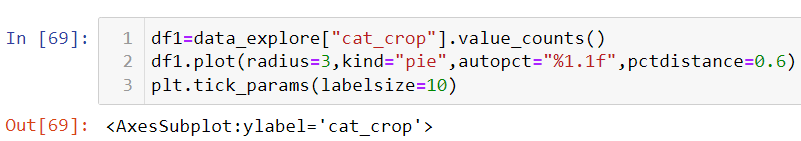 In [69]: 1 df1=data_explore["cat_crop"].value_counts()
2 df1.plot(radius=3,kind="pie",autopct="%1.1f",pctdistance=0.6)
3 plt.tick_params(labelsize=10)
Out[69]: <AxesSubplot:ylabel='cat_crop'>